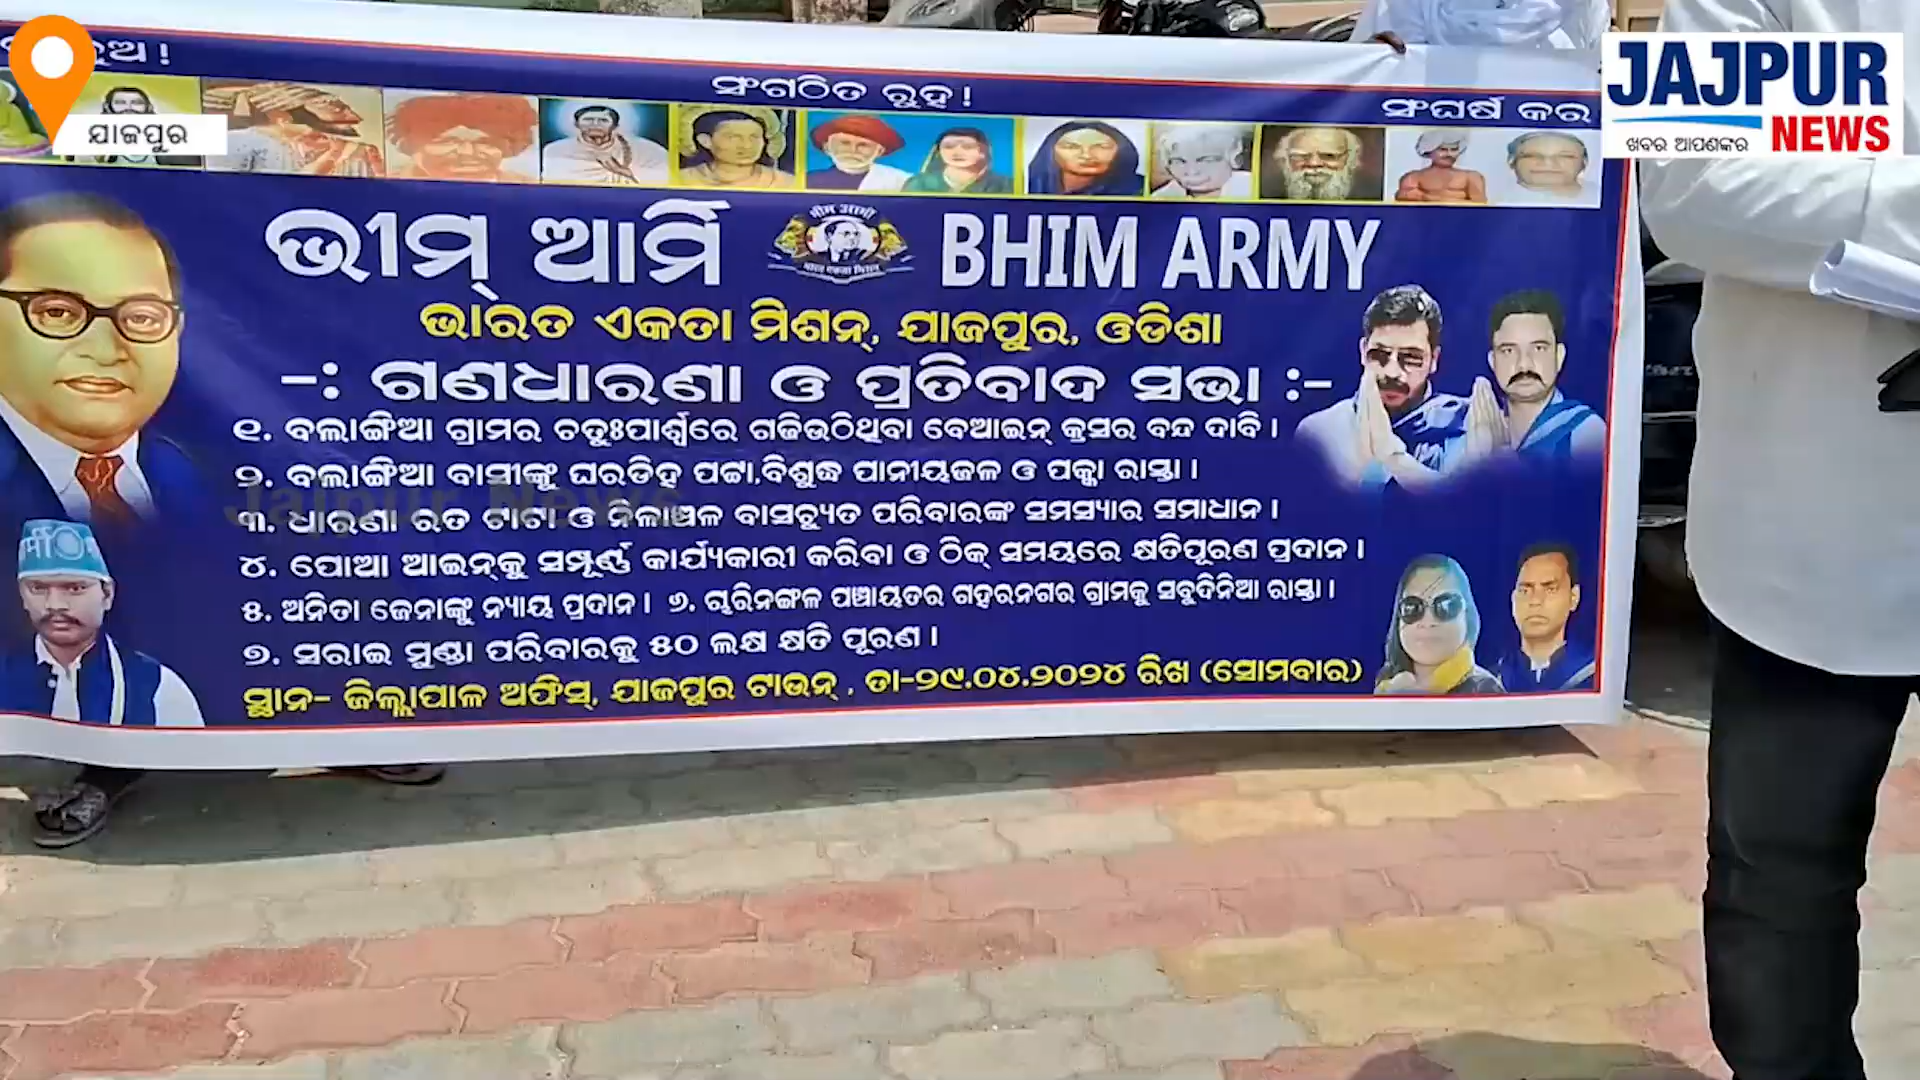 ସଂଗଠିତ ରୁହ!
ସଂଘର୍ଷ କର
JAJPUR
NEWS
ଖବର ଆପଣଙ୍କର
ଯାଜପୁର
ଭୀମ୍ ଆର୍ମି BHIM ARMY
ଭାରତ ଏକତା ମିଶନ୍, ଯାଜପୁର, ଓଡିଶା
-: ଗଣଧାରଣା ଓ ପ୍ରତିବାଦ ସଭା :-
୧. ବଲାଙ୍ଗିଆ ଗ୍ରାମର ଚତୁଃପାର୍ଶ୍ଵରେ ଗଜିଉଠିଥିବା ବେଆଇନ୍ କ୍ରସର ବନ୍ଦ ଦାବି ।
୨. ବଲାଙ୍ଗିଆ ବାସୀଙ୍କୁ ଘରଡିହ ପଟ୍ଟା,ବିଶୁଦ୍ଧ ପାନୀୟଜଳ ଓ ପକ୍କା ରାସ୍ତା ।
୩. ଧାରଣା ରତ ଟାଟା ଓ ନିଳାଞ୍ଚଳ ବାସଚ୍ୟୁତ ପରିବାରଙ୍କ ସମସ୍ୟାର ସମାଧାନ ।
୪. ପୋଆ ଆଇନ୍‌କୁ ସମ୍ପୂର୍ଣ୍ଣ କାର୍ଯ୍ୟକାରୀ କରିବା ଓ ଠିକ୍ ସମୟରେ କ୍ଷତିପୂରଣ ପ୍ରଦାନ ।
୫. ଅନିତା ଜେନାଙ୍କୁ ନ୍ୟାୟ ପ୍ରଦାନ । ୬. ପଞ୍ଚାୟତର ଗହରନଗର ଗ୍ରାମକୁ ସବୁଦିନିଆ ରାସ୍ତା ।
୭. ସରାଇ ମୁଣ୍ଡା ପରିବାରକୁ ୫୦ ଲକ୍ଷ କ୍ଷତି ପୂରଣ ।
ସ୍ଥାନ- ଜିଲ୍ଲାପାଳ ଅଫିସ୍, ଯାଜପୁର ଟାଉନ୍ , ତା-୨୯.୦୪.୨୦୨୪ ରିଖ (ସୋମବାର)
Jajpur News